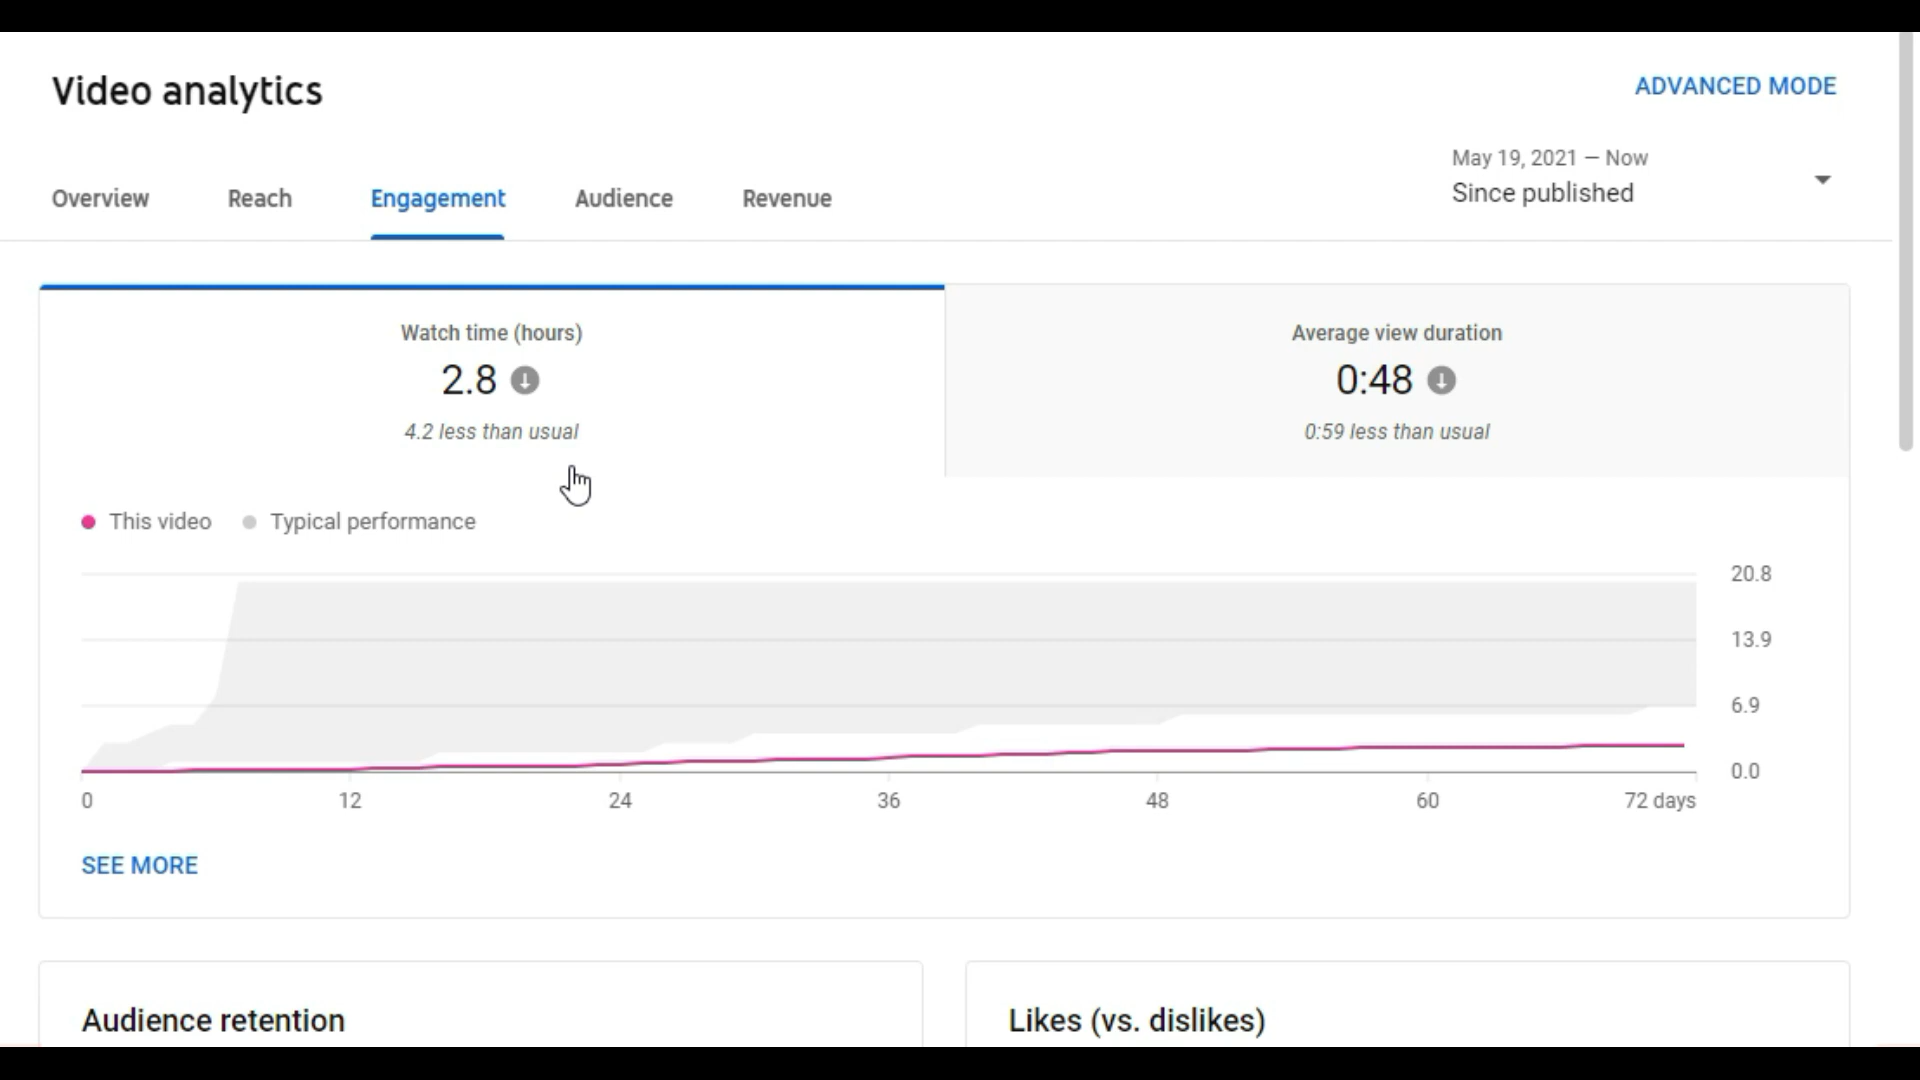 Video analytics
ADVANCED MODE
May 19, 2021 – Now
Since published
Overview Reach Engagement Audience Revenue
Watch time (hours)
2.8
4.2 less than usual
Average view duration
0:48
0:59 less than usual
This video Typical performance
20.8
13.9
6.9
0.0
0 12 24 36 48 60 72 days
SEE MORE
Audience retention
Likes (vs. dislikes)